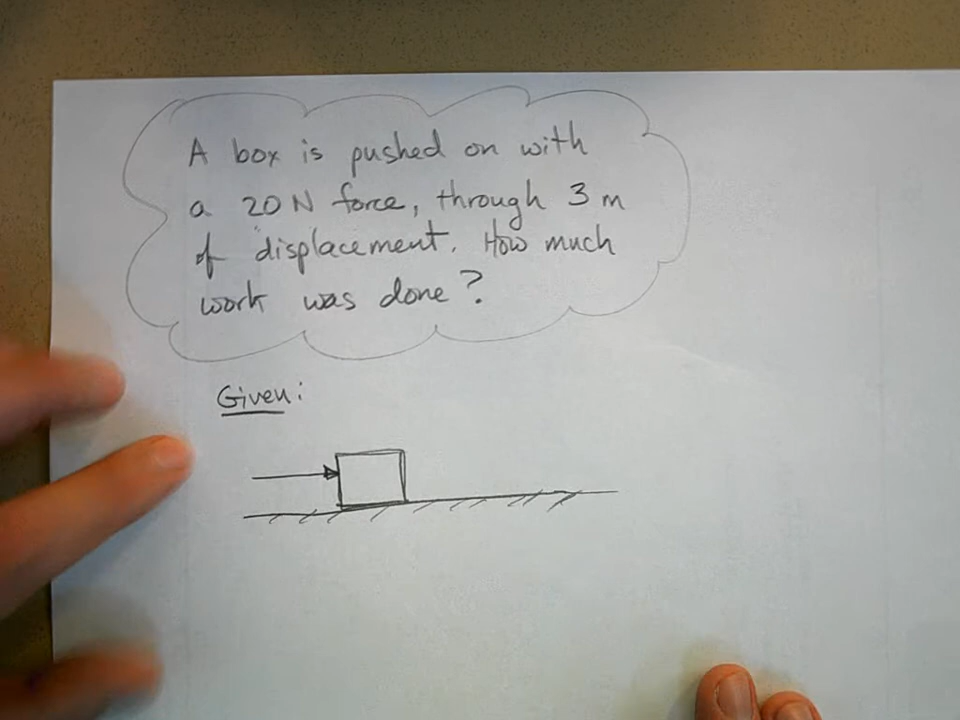 A box is pushed on with
a 20 N force, through 3 m
of displacement. How much
work was done?
Given: